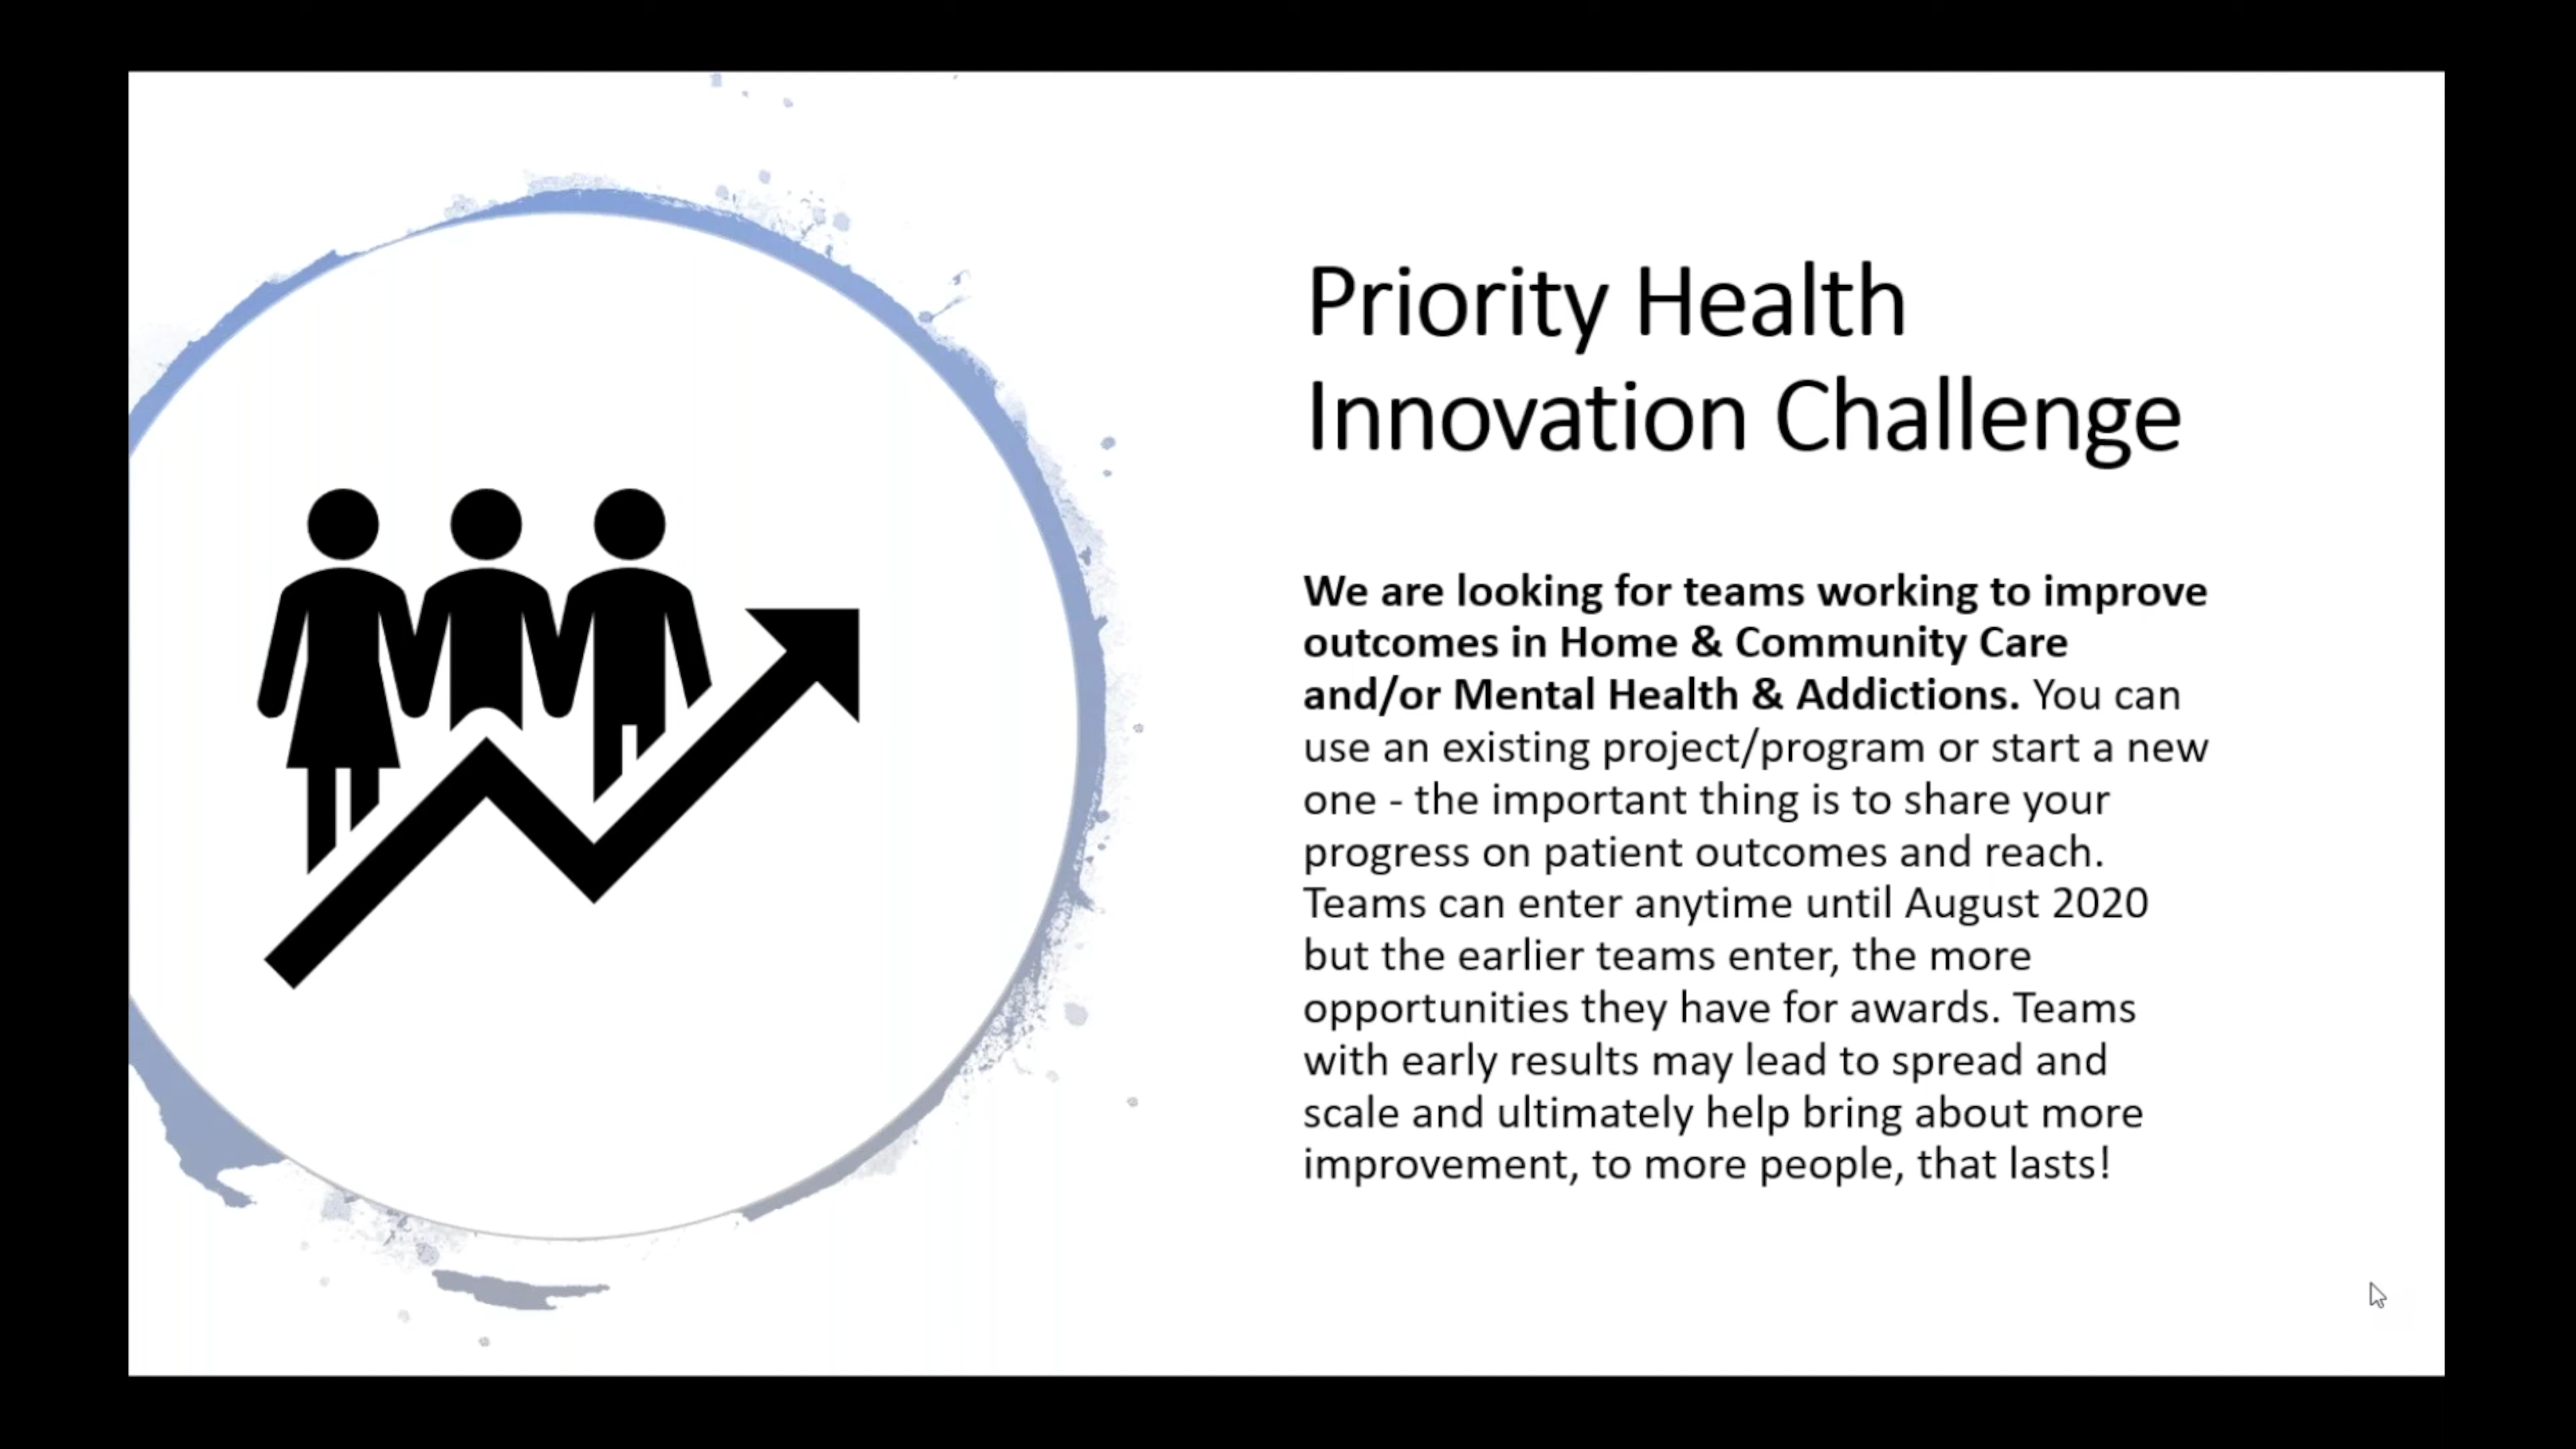 Priority Health
Innovation Challenge
We are looking for teams working to improve
outcomes in Home & Community Care
and/or Mental Health & Addictions. You can
use an existing project/program or start a new
one - the important thing is to share your
progress on patient outcomes and reach.
Teams can enter anytime until August 2020
but the earlier teams enter, the more
opportunities they have for awards. Teams
with early results may lead to spread and
scale and ultimately help bring about more
improvement, to more people, that lasts!